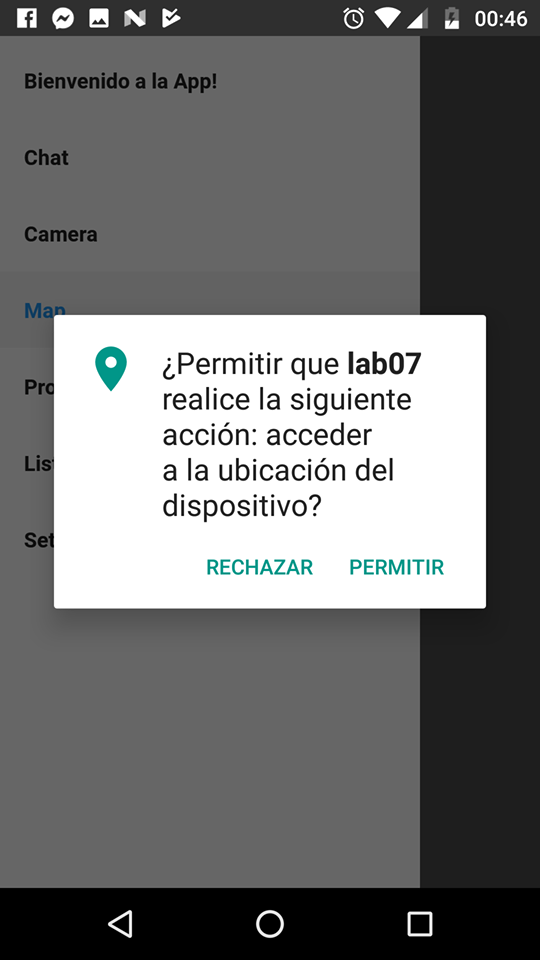 00:46
Bienvenido a la App!
Chat
Camera
Map
¿Permitir que lab07
realice la siguiente
acción: acceder
a la ubicación del
dispositivo?
RECHAZAR PERMITIR
Pro
List
Set